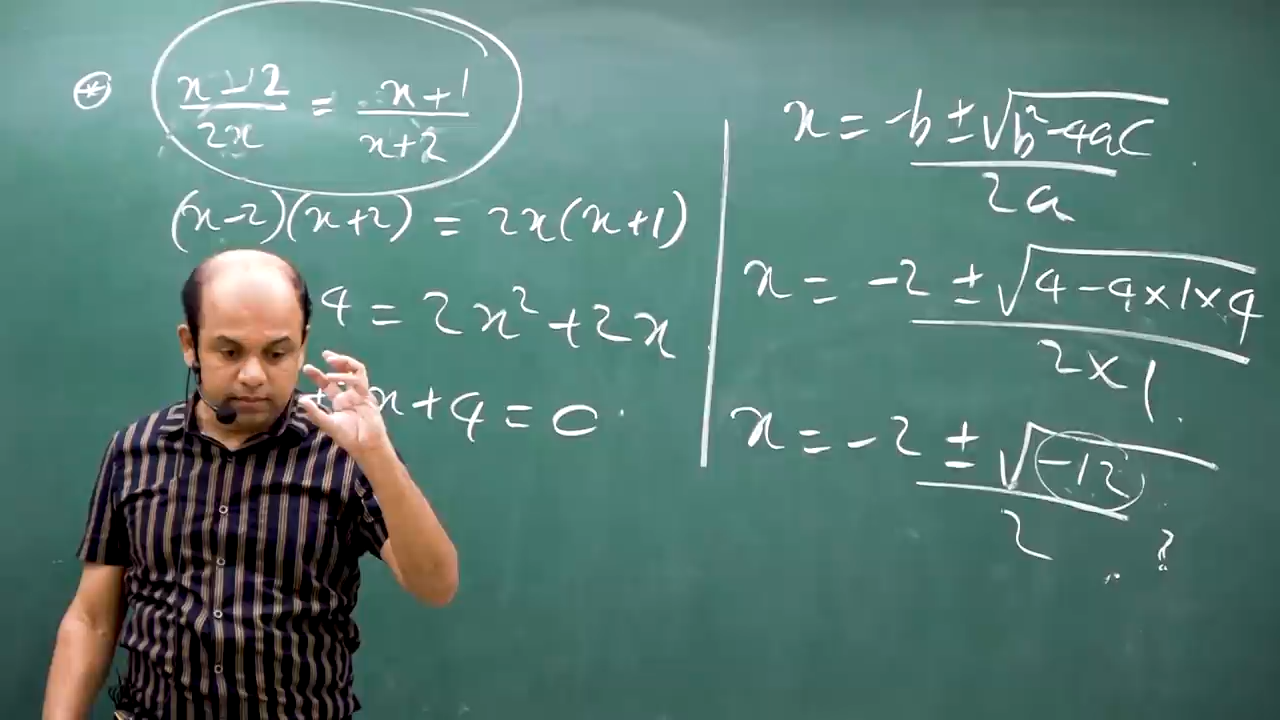 * x-2/2x = x+1/x+2
(x-2)(x+2) = 2x(x+1)
4 = 2x²+2x
+ x+4=0
x = -b±√b²-4ac/2a
x = -2 ± √4-4×1×4/2×1
x = -2 ± √-12/2 ?